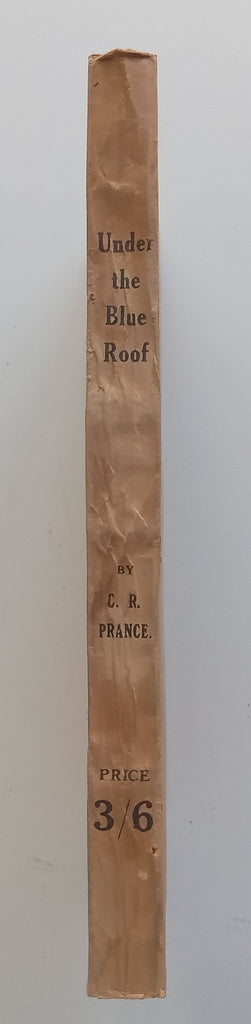 Under
the
Blue
Roof
BY
C. R.
PRANCE.
PRICE
3/6